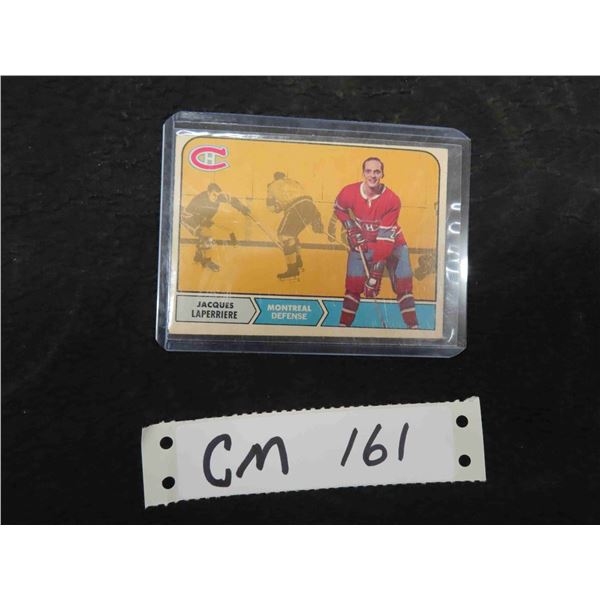 JACQUES
LAPERRIERE
MONTREAL
DEFENSE
CM 161